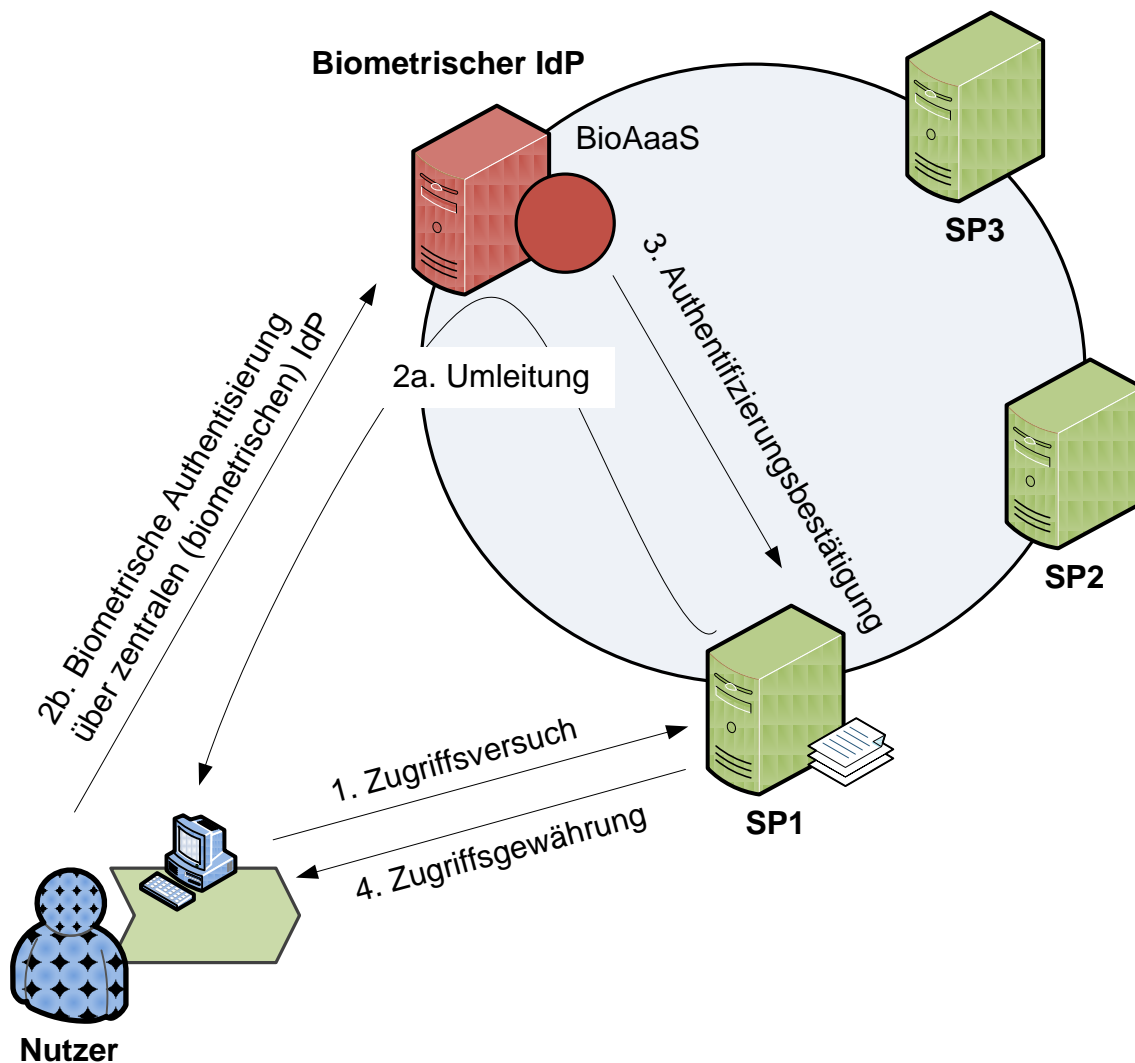 Biometrischer IdP
BioAaaS
SP3
3. Authentifizierungsbestätigung
2a. Umleitung
2b. Biometrische Authentisierung
über zentralen (biometrischen) IdP
SP2
1. Zugriffsversuch
SP1
4. Zugriffsgewährung
Nutzer